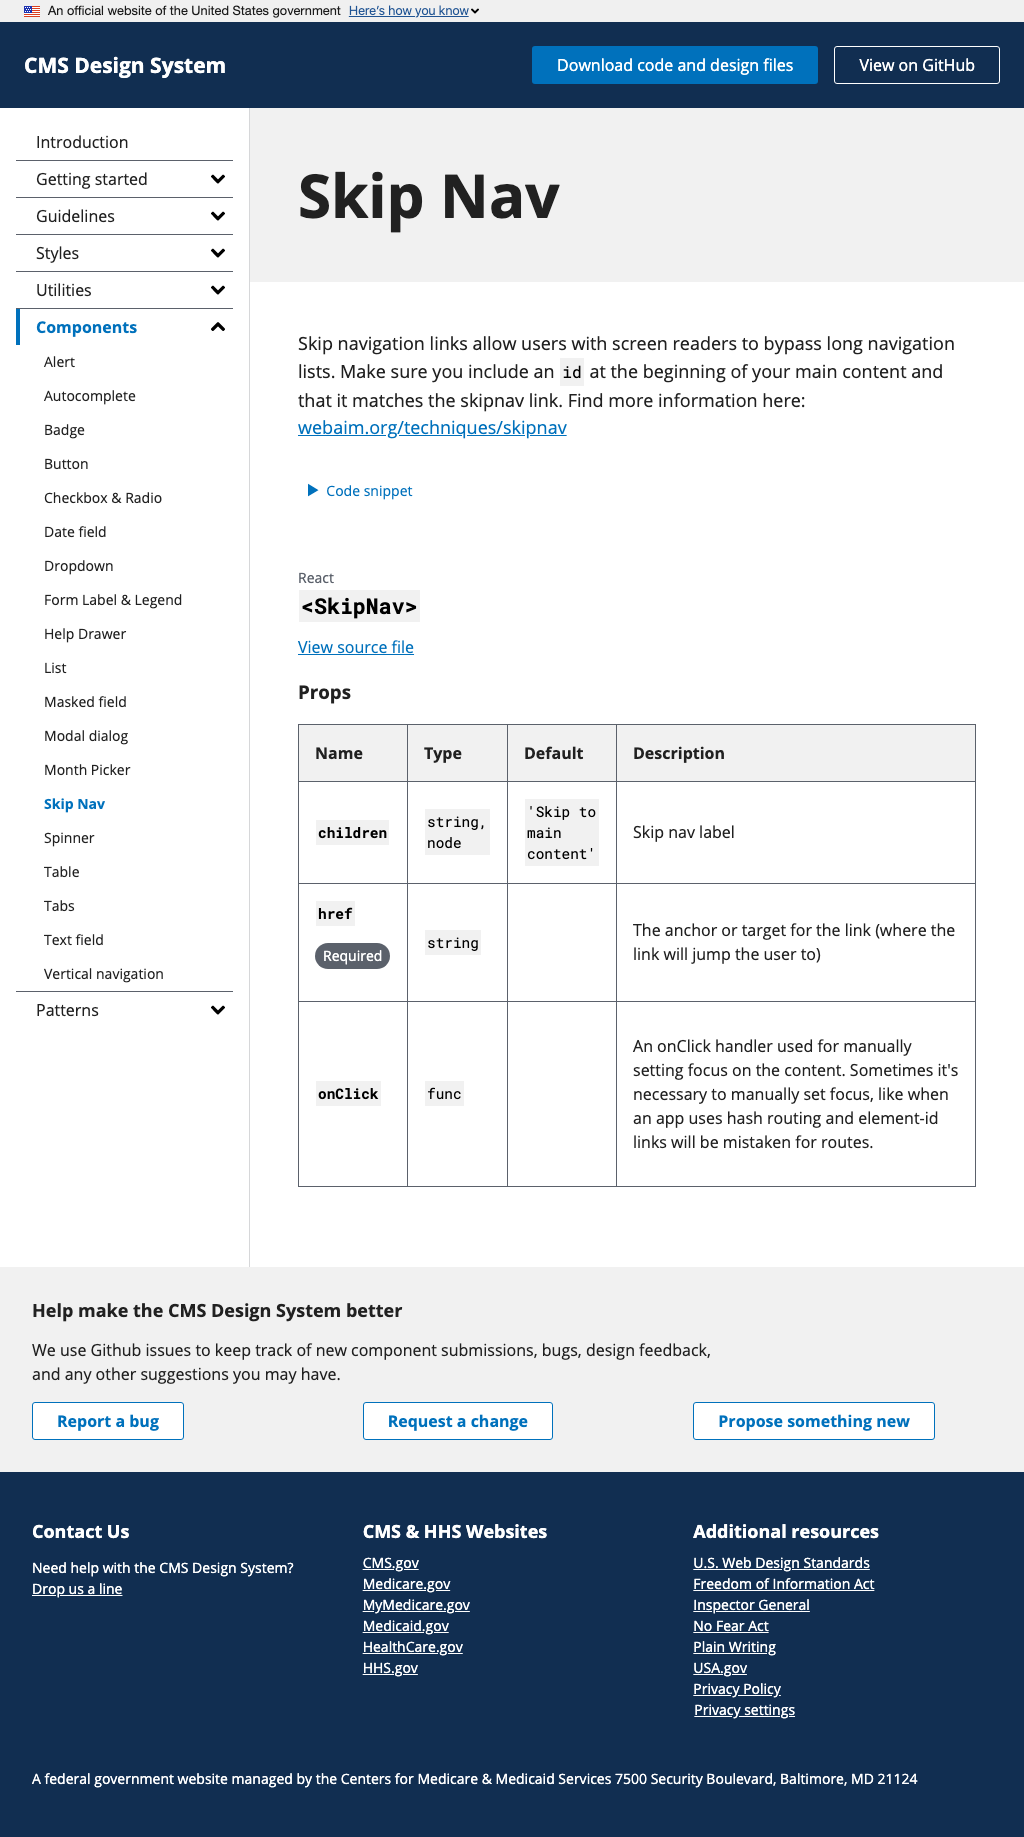 An official website of the United States government Here's how you know
CMS Design System
Download code and design files
View on GitHub
Introduction
Getting started
Guidelines
Styles
Utilities
Components
Alert
Autocomplete
Badge
Button
Checkbox & Radio
Date field
Dropdown
Form Label & Legend
Help Drawer
List
Masked field
Modal dialog
Month Picker
Skip Nav
Spinner
Table
Tabs
Text field
Vertical navigation
Patterns
Skip Nav
Skip navigation links allow users with screen readers to bypass long navigation
lists. Make sure you include an id at the beginning of your main content and
that it matches the skipnav link. Find more information here:
webaim.org/techniques/skipnav
Code snippet
React
<SkipNav>
View source file
Props
Name Type Default Description
children
string,
node
'Skip to
main
content'
Skip nav label
href
Required
string
The anchor or target for the link (where the
link will jump the user to)
onClick
func
An onClick handler used for manually
setting focus on the content. Sometimes it's
necessary to manually set focus, like when
an app uses hash routing and element-id
links will be mistaken for routes.
Help make the CMS Design System better
We use Github issues to keep track of new component submissions, bugs, design feedback,
and any other suggestions you may have.
Report a bug
Request a change
Propose something new
Contact Us
Need help with the CMS Design System?
Drop us a line
CMS & HHS Websites
CMS.gov
Medicare.gov
MyMedicare.gov
Medicaid.gov
HealthCare.gov
HHS.gov
Additional resources
U.S. Web Design Standards
Freedom of Information Act
Inspector General
No Fear Act
Plain Writing
USA.gov
Privacy Policy
Privacy settings
A federal government website managed by the Centers for Medicare & Medicaid Services 7500 Security Boulevard, Baltimore, MD 21124